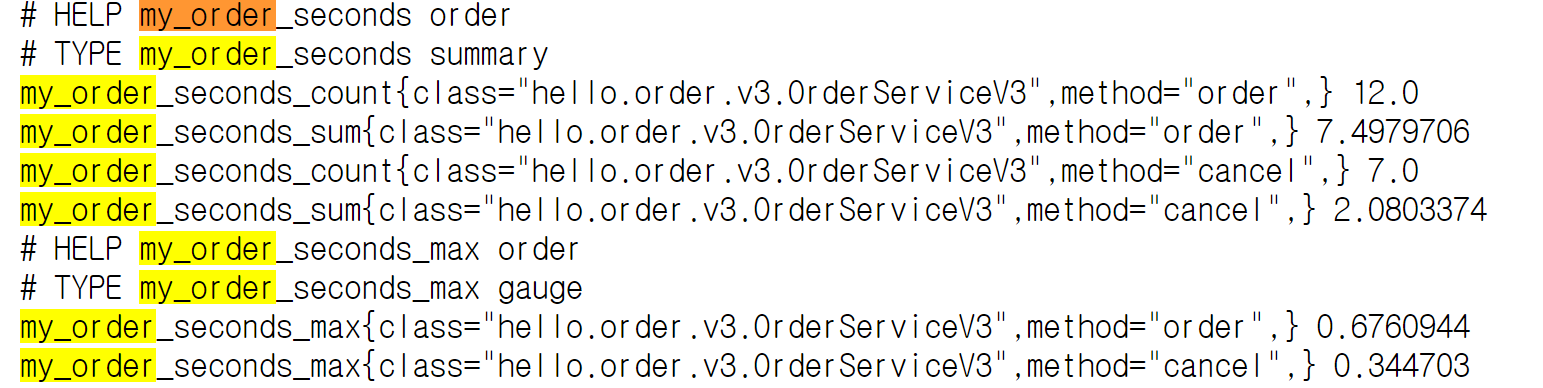 # HELP my_order_seconds order
# TYPE my_order_seconds summary
my_order_seconds_count{class="hello.order.v3.OrderServiceV3",method="order",} 12.0
my_order_seconds_sum{class="hello.order.v3.OrderServiceV3",method="order",} 7.4979706
my_order_seconds_count{class="hello.order.v3.OrderServiceV3",method="cancel",} 7.0
my_order_seconds_sum{class="hello.order.v3.OrderServiceV3",method="cancel",} 2.0803374
# HELP my_order_seconds_max order
# TYPE my_order_seconds_max gauge
my_order_seconds_max{class="hello.order.v3.OrderServiceV3",method="order",} 0.6760944
my_order_seconds_max{class="hello.order.v3.OrderServiceV3",method="cancel",} 0.344703